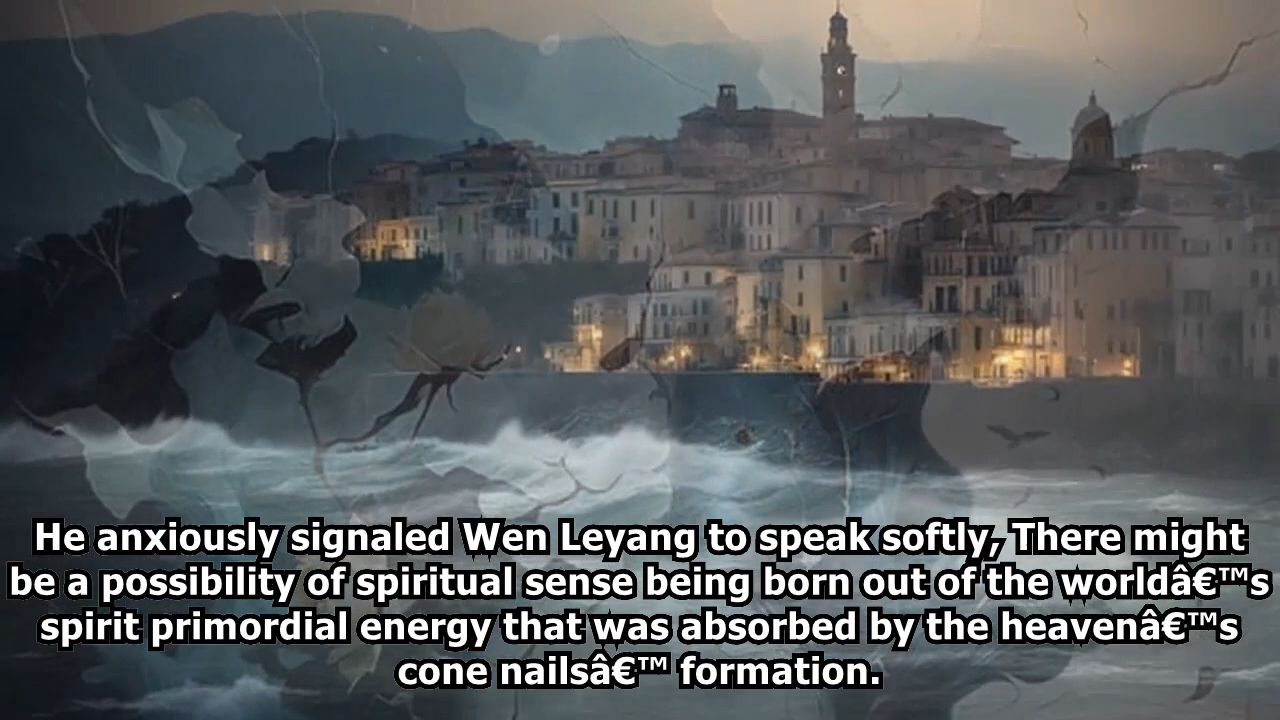 He anxiously signaled Wen Leyang to speak softly, There might
be a possibility of spiritual sense being born out of the worldâ€™s
spirit primordial energy that was absorbed by the heavenâ€™s
cone nailsâ€™ formation.